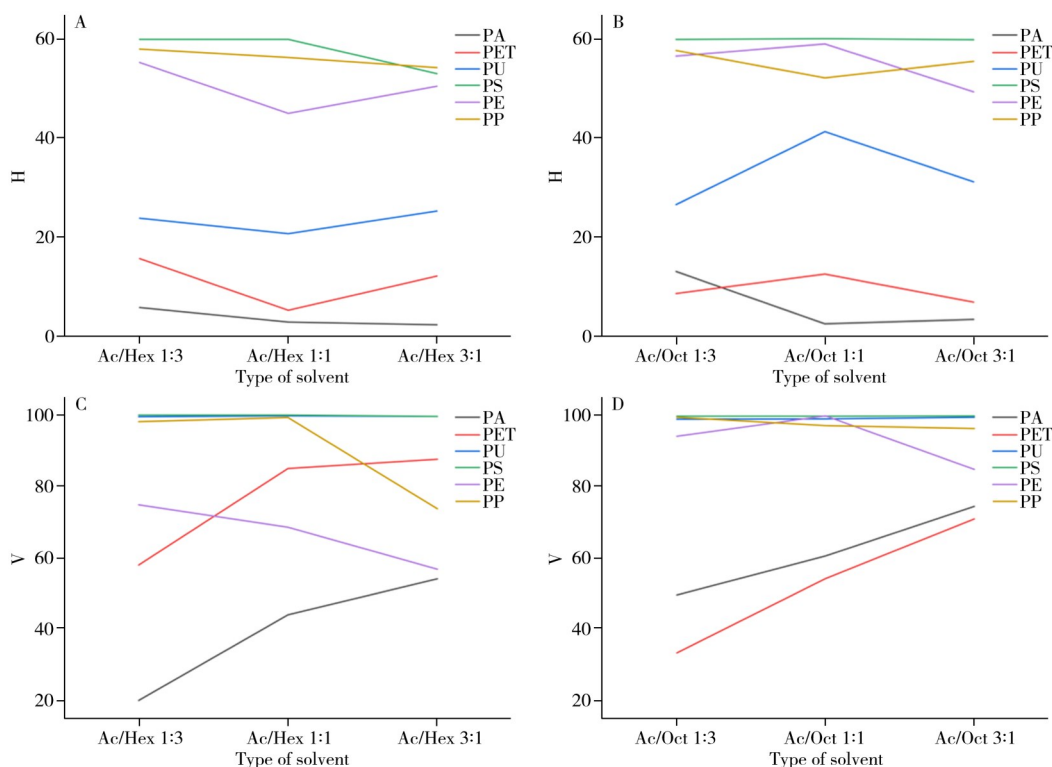 A
60
40
20
0
H
PA
PET
PU
PS
PE
PP
Ac/Hex 1:3 Ac/Hex 1:1 Ac/Hex 3:1
Type of solvent
B
60
40
20
0
H
PA
PET
PU
PS
PE
PP
Ac/Oct 1:3 Ac/Oct 1:1 Ac/Oct 3:1
Type of solvent
C
100
80
60
40
20
V
PA
PET
PU
PS
PE
PP
Ac/Hex 1:3 Ac/Hex 1:1 Ac/Hex 3:1
Type of solvent
D
100
80
60
40
20
V
PA
PET
PU
PS
PE
PP
Ac/Oct 1:3 Ac/Oct 1:1 Ac/Oct 3:1
Type of solvent